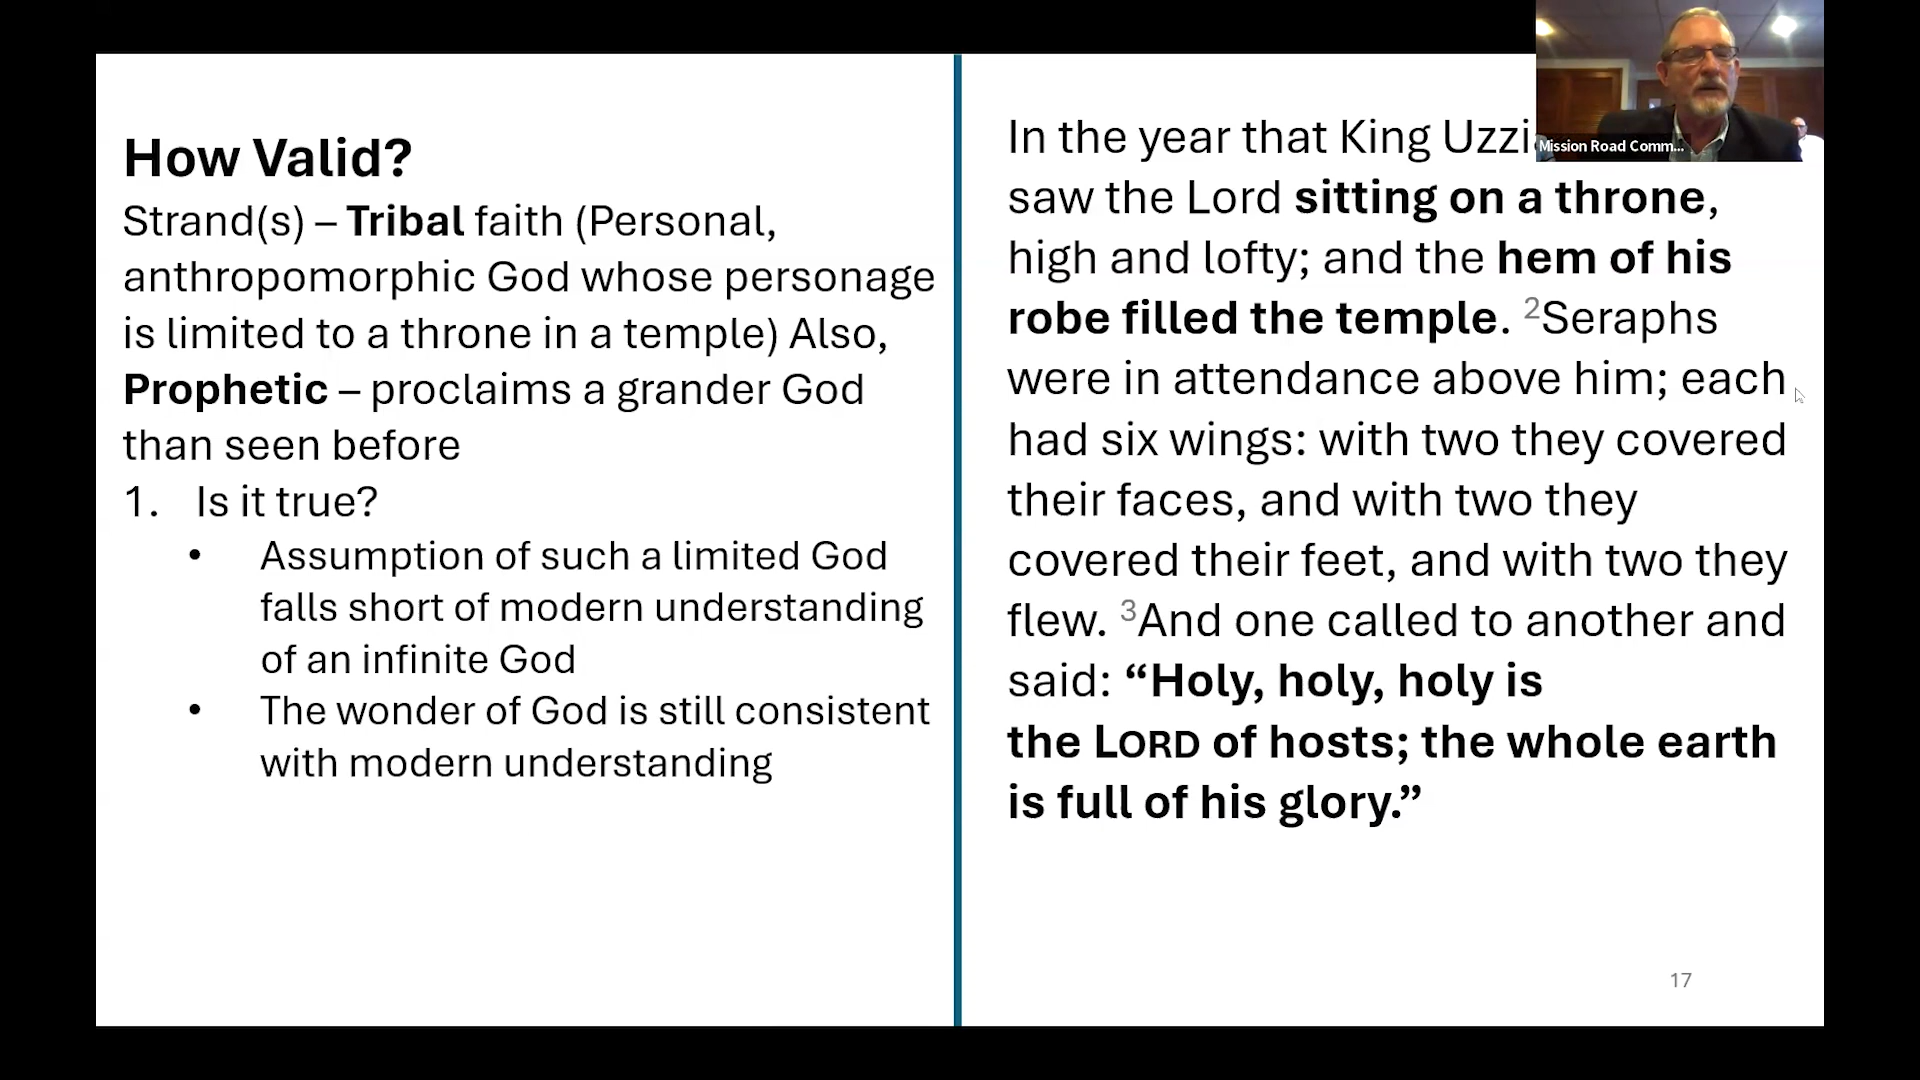 How Valid?
Strand(s) – Tribal faith (Personal,
anthropomorphic God whose personage
is limited to a throne in a temple) Also,
Prophetic – proclaims a grander God
than seen before
1. Is it true?
• Assumption of such a limited God
falls short of modern understanding
of an infinite God
• The wonder of God is still consistent
with modern understanding
In the year that King Uzzi
saw the Lord sitting on a throne,
high and lofty; and the hem of his
robe filled the temple. 2Seraphs
were in attendance above him; each
had six wings: with two they covered
their faces, and with two they
covered their feet, and with two they
flew. 3And one called to another and
said: “Holy, holy, holy is
the LORD of hosts; the whole earth
is full of his glory.”
17
Mission Road Comm...